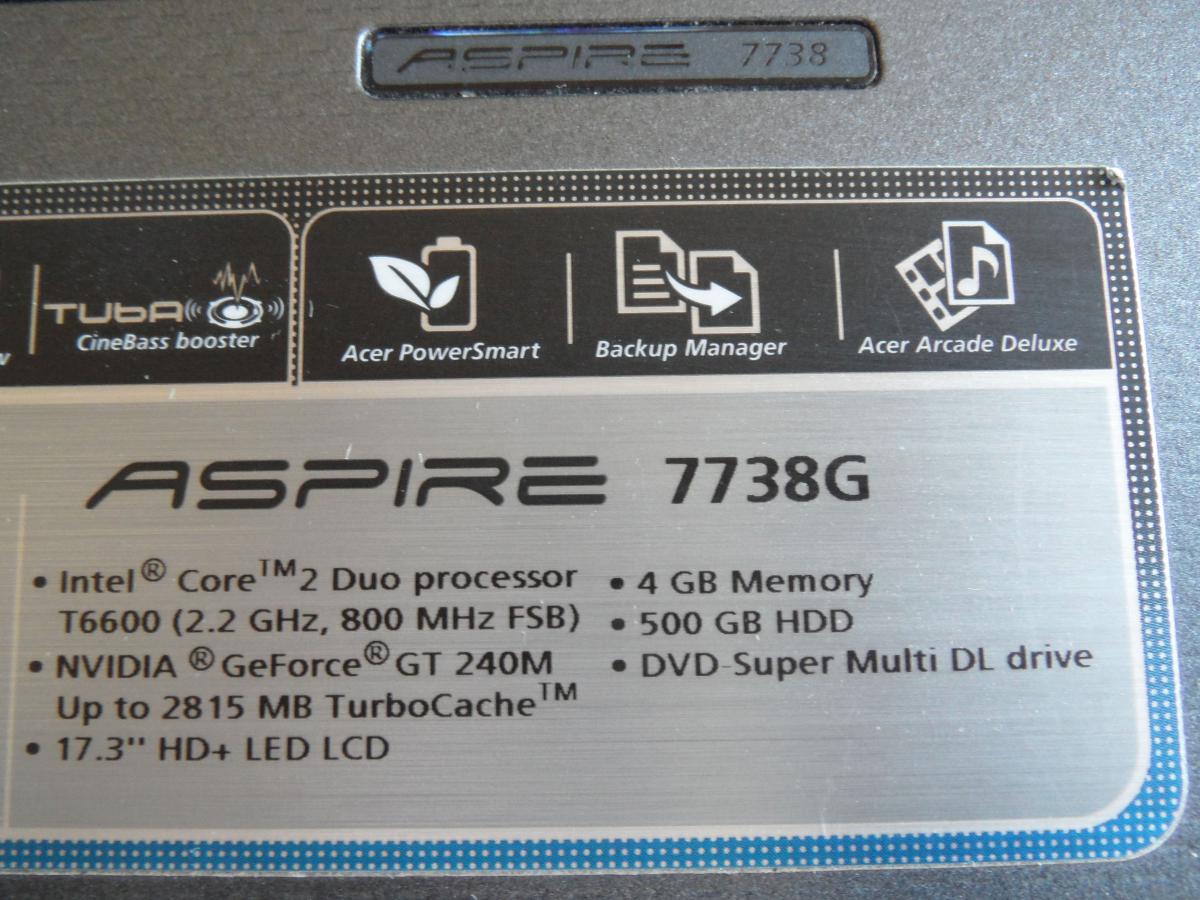 ASPIRE 7738
TUbA
CineBass booster
Acer PowerSmart
Backup Manager
Acer Arcade Deluxe
ASPIRE 7738G
• Intel® Core™2 Duo processor
T6600 (2.2 GHz, 800 MHz FSB)
• NVIDIA ® GeForce® GT 240M
Up to 2815 MB TurboCache™
• 17.3" HD+ LED LCD
• 4 GB Memory
• 500 GB HDD
• DVD-Super Multi DL drive